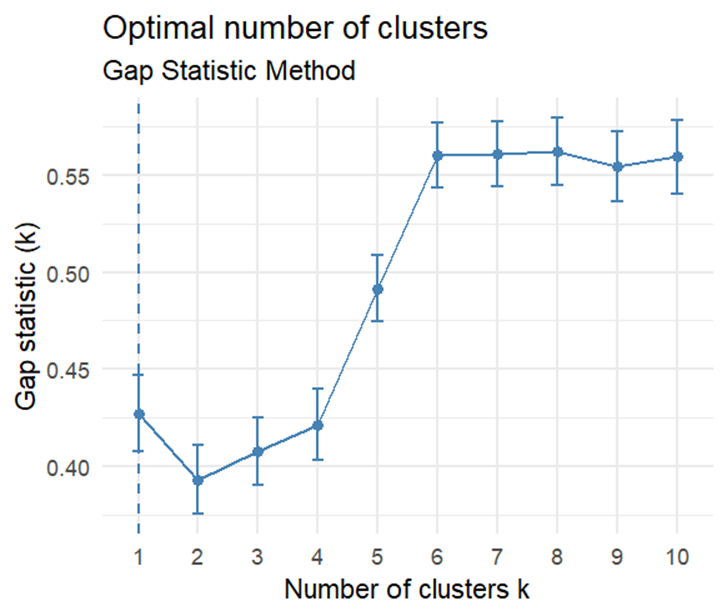 Optimal number of clusters
Gap Statistic Method
Gap statistic (k)
0.55
0.50
0.45
0.40
1 2 3 4 5 6 7 8 9 10
Number of clusters k